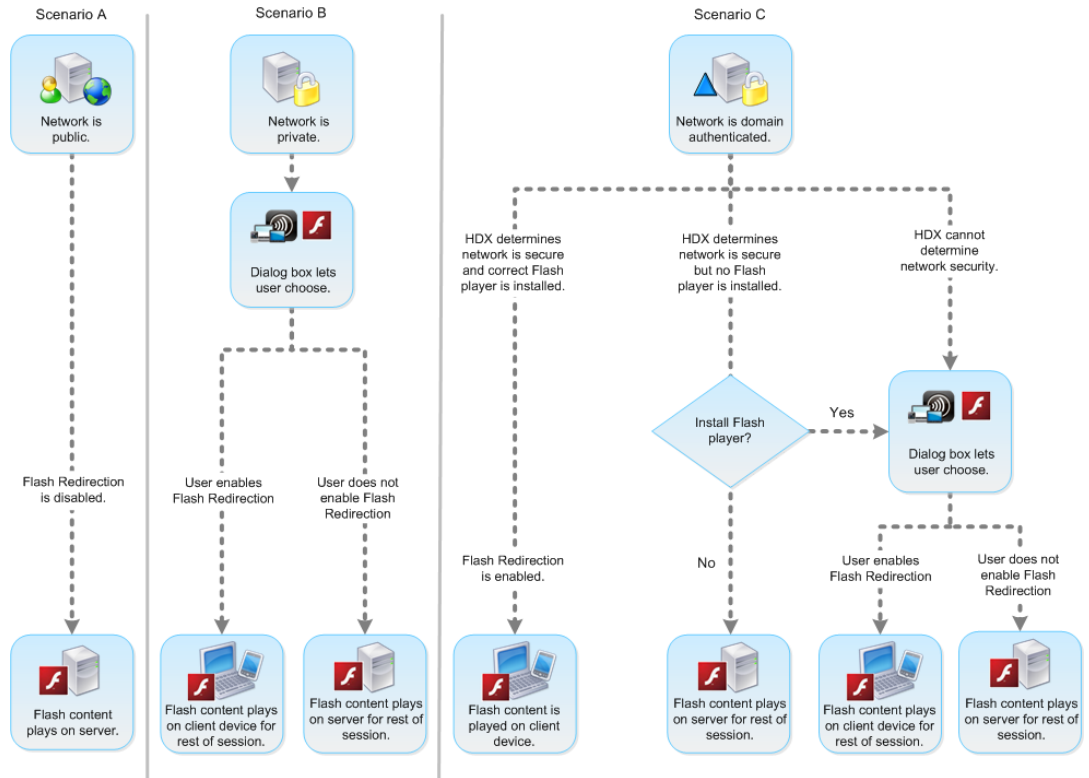 Scenario A
Network is
public.
Flash Redirection
is disabled.
Flash content
plays on server.
Scenario B
Network is
private.
Dialog box lets
user choose.
User enables
Flash Redirection
User does not
enable Flash
Redirection
Flash content plays
on client device for
rest of session.
Flash content plays
on server for rest of
session.
Scenario C
Network is domain
authenticated.
HDX determines
network is secure
and correct Flash
player is installed.
HDX determines
network is secure
but no Flash
player is installed.
HDX cannot
determine
network security.
Install Flash
player?
Yes
Dialog box lets
user choose.
Flash Redirection
is enabled.
No
User enables
Flash Redirection
User does not
enable Flash
Redirection
Flash content is
played on client
device.
Flash content plays
on server for rest of
session.
Flash content plays
on client device for
rest of session.
Flash content plays
on server for rest of
session.